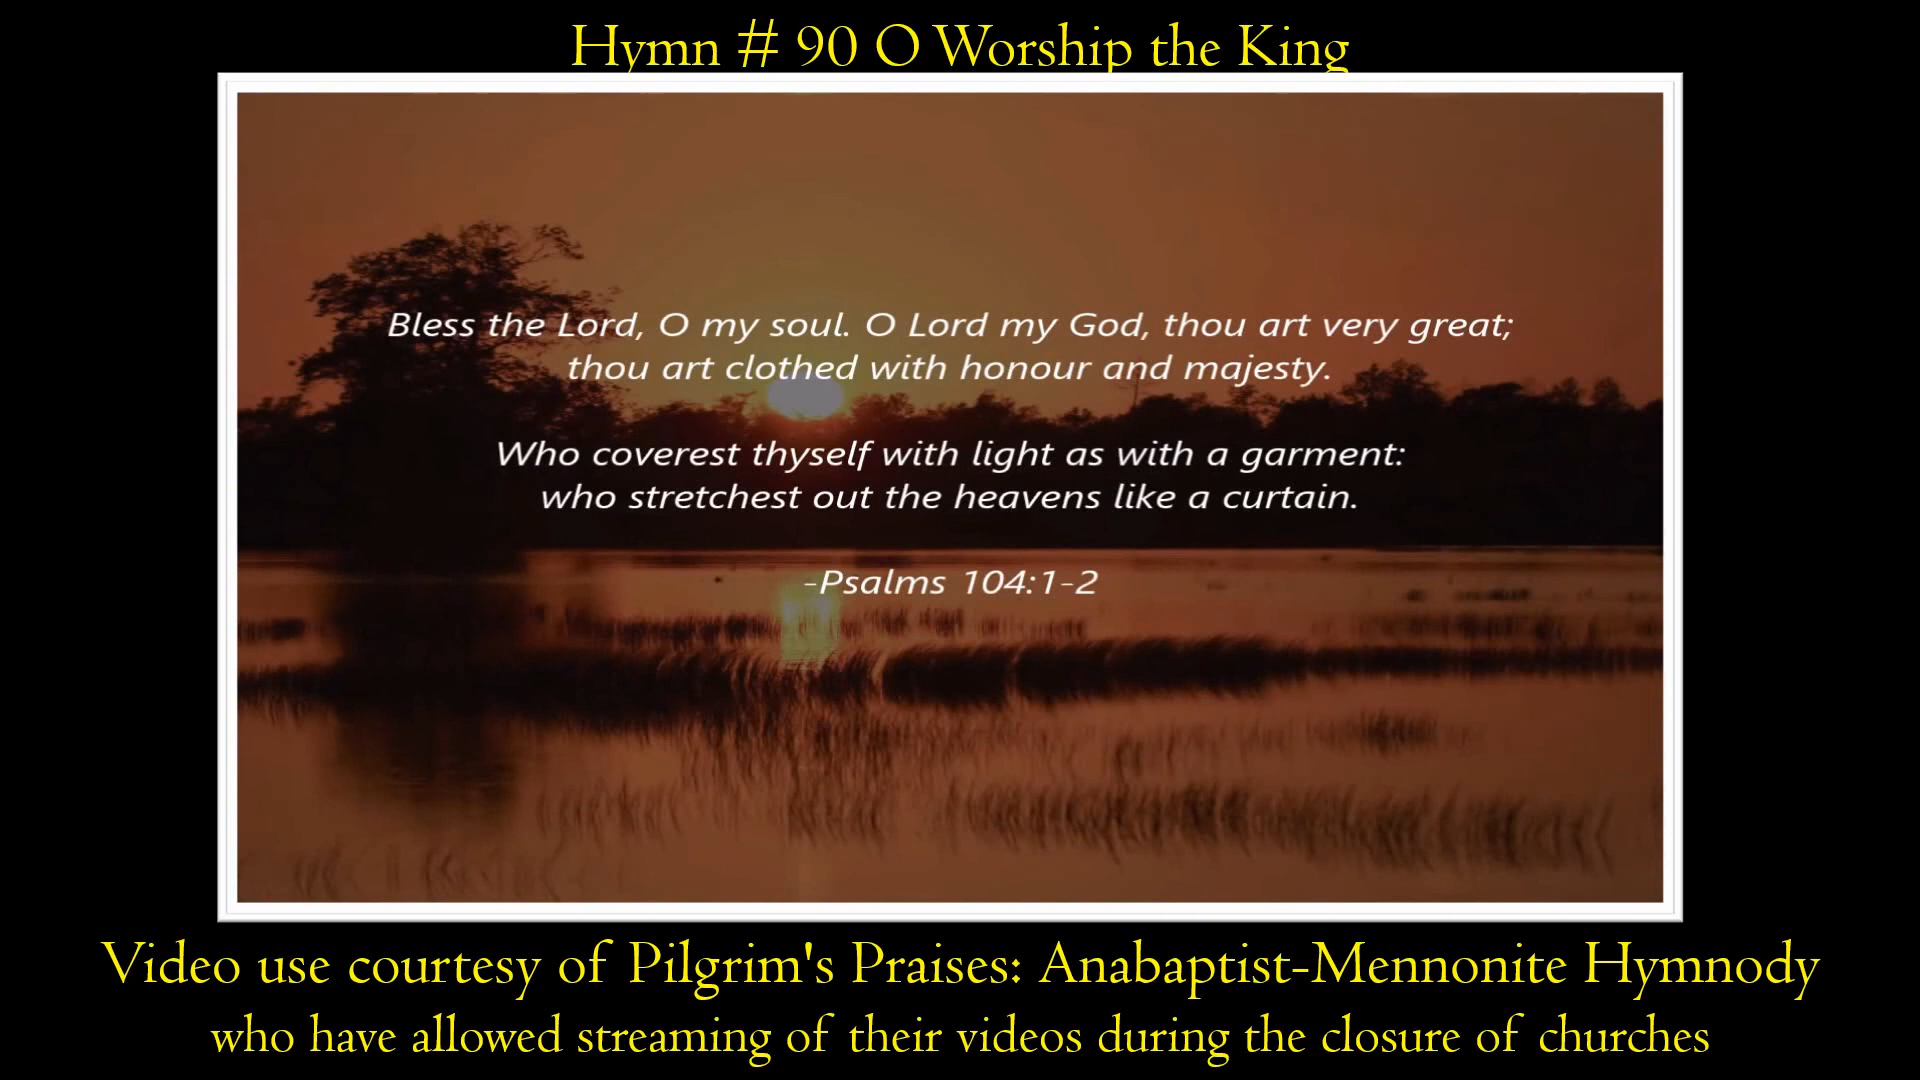 Hymn # 90 O Worship the King
Bless the Lord, O my soul. O Lord my God, thou art very great;
thou art clothed with honour and majesty.
Who coverest thyself with light as with a garment:
who stretchest out the heavens like a curtain.
-Psalms 104:1-2
Video use courtesy of Pilgrim's Praises: Anabaptist-Mennonite Hymnody
who have allowed streaming of their videos during the closure of churches